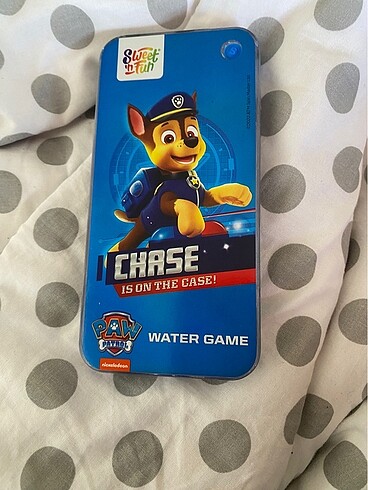 Sweet
'n
Fun
CHASE
IS ON THE CASE!
PAW
PATROL
WATER GAME
nickelodeon